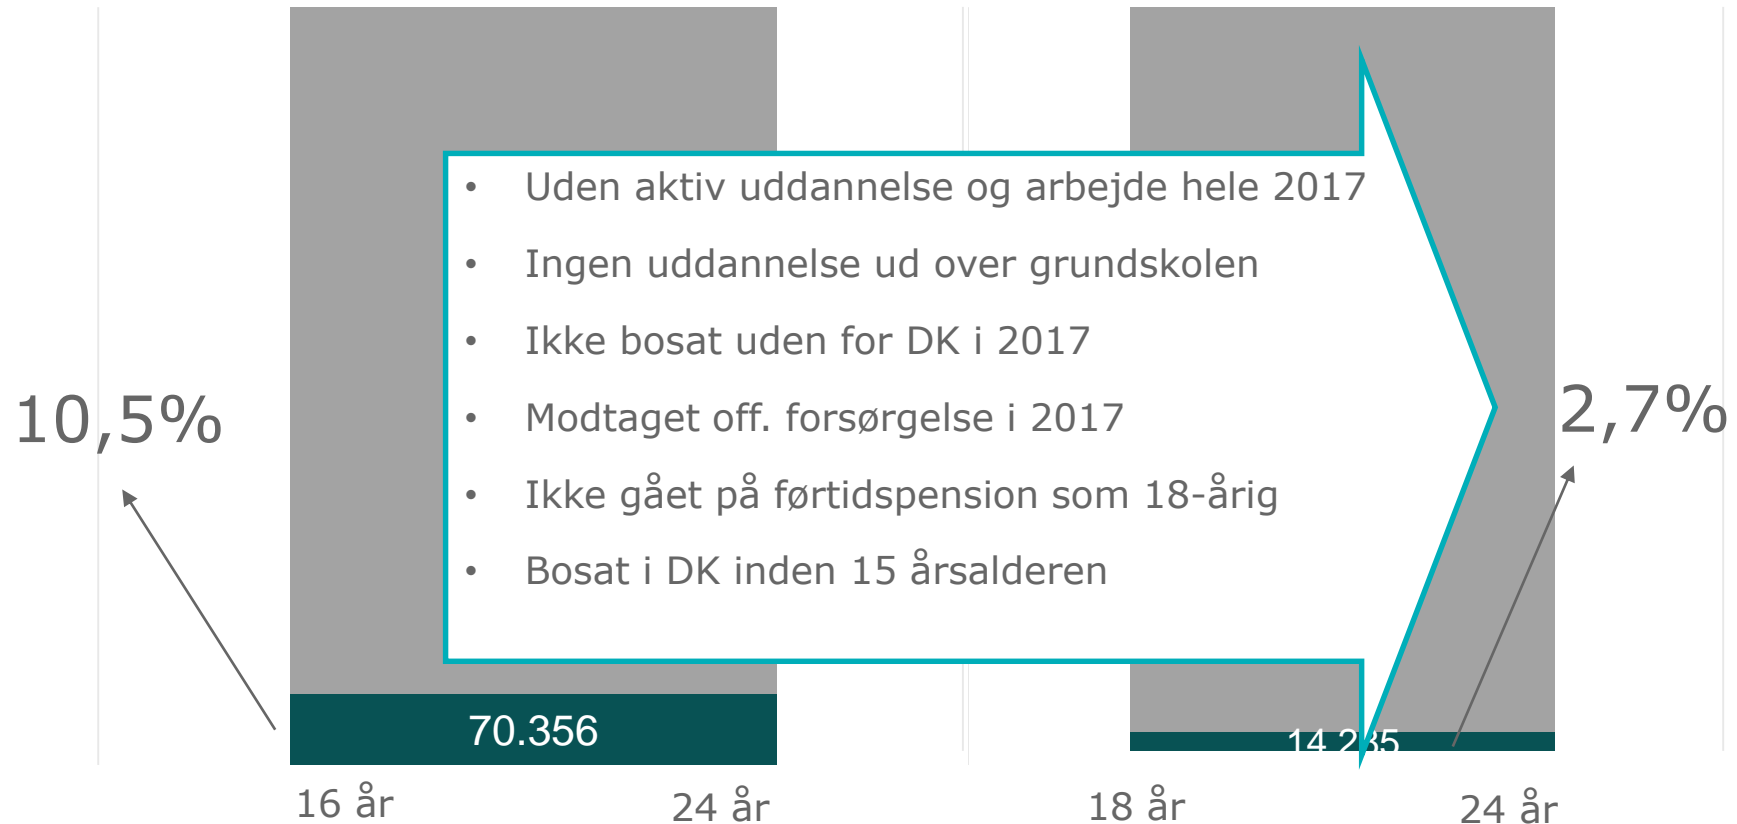 • Uden aktiv uddannelse og arbejde hele 2017
• Ingen uddannelse ud over grundskolen
• Ikke bosat uden for DK i 2017
• Modtaget off. forsørgelse i 2017
• Ikke gået på førtidspension som 18-årig
• Bosat i DK inden 15 årsalderen
10,5%
2,7%
70.356
16 år
24 år
18 år
24 år